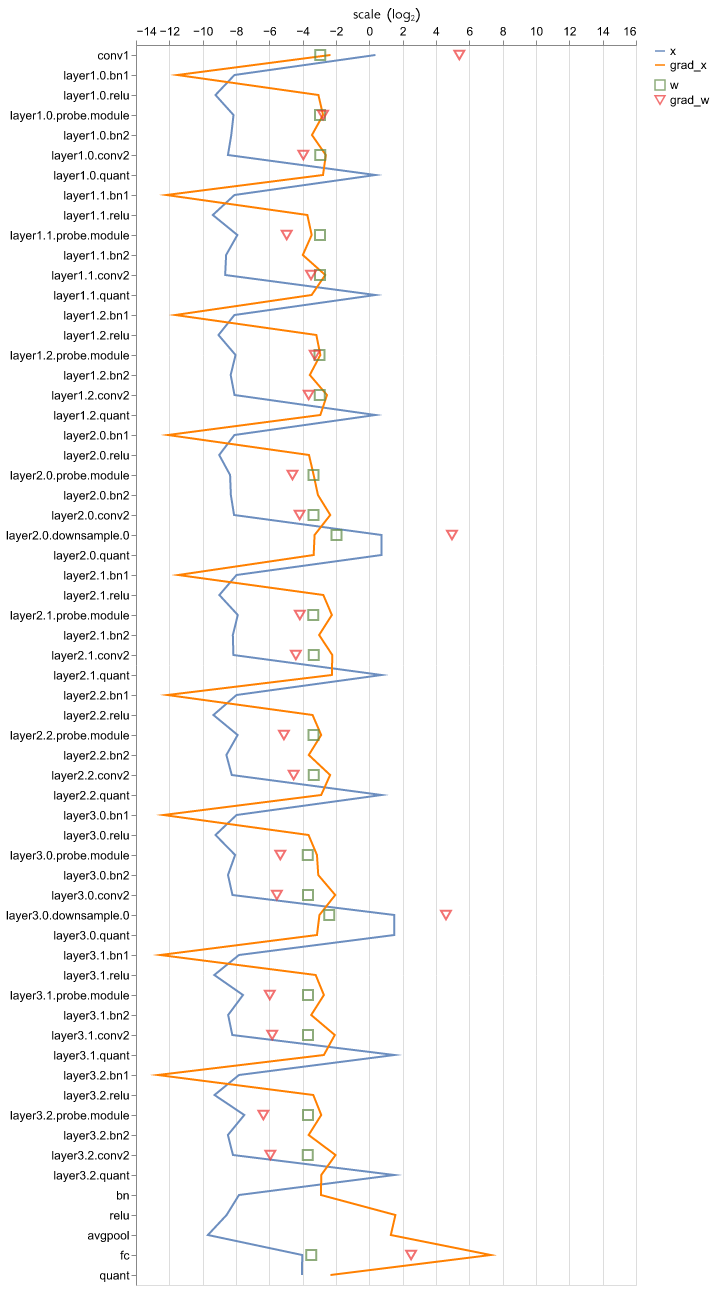 scale (log₂)
−14 −12 −10 −8 −6 −4 −2 0 2 4 6 8 10 12 14 16
x
grad_x
w
grad_w
conv1
layer1.0.bn1
layer1.0.relu
layer1.0.probe.module
layer1.0.bn2
layer1.0.conv2
layer1.0.quant
layer1.1.bn1
layer1.1.relu
layer1.1.probe.module
layer1.1.bn2
layer1.1.conv2
layer1.1.quant
layer1.2.bn1
layer1.2.relu
layer1.2.probe.module
layer1.2.bn2
layer1.2.conv2
layer1.2.quant
layer2.0.bn1
layer2.0.relu
layer2.0.probe.module
layer2.0.bn2
layer2.0.conv2
layer2.0.downsample.0
layer2.0.quant
layer2.1.bn1
layer2.1.relu
layer2.1.probe.module
layer2.1.bn2
layer2.1.conv2
layer2.1.quant
layer2.2.bn1
layer2.2.relu
layer2.2.probe.module
layer2.2.bn2
layer2.2.conv2
layer2.2.quant
layer3.0.bn1
layer3.0.relu
layer3.0.probe.module
layer3.0.bn2
layer3.0.conv2
layer3.0.downsample.0
layer3.0.quant
layer3.1.bn1
layer3.1.relu
layer3.1.probe.module
layer3.1.bn2
layer3.1.conv2
layer3.1.quant
layer3.2.bn1
layer3.2.relu
layer3.2.probe.module
layer3.2.bn2
layer3.2.conv2
layer3.2.quant
bn
relu
avgpool
fc
quant